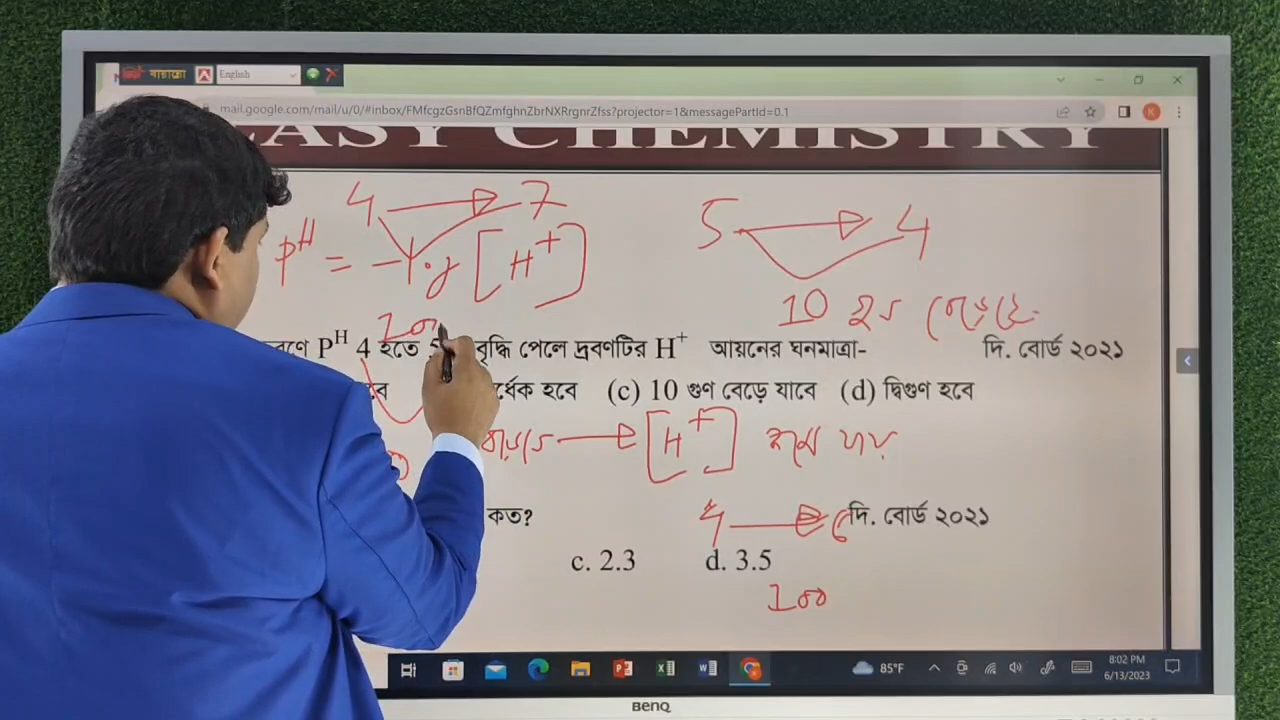 বায়ান্নো English
mail.google.com/mail/u/0/#inbox/FMfcgzGsnBfQZmfghnZbrNXRrgnrZfss?projector=1&messagePartId=0.1
K
EASY CHEMISTRY
4 7
5 4
pH = - [H+]
10
P^H 4 হতে 5 বৃদ্ধি পেলে দ্রবণটির H+ আয়নের ঘনমাত্রা- দি. বোর্ড ২০২১
র্ধেক হবে (c) 10 গুণ বেড়ে যাবে (d) দ্বিগুণ হবে
[H+] কমে যায়
কত? 4 6 দি. বোর্ড ২০২১
c. 2.3 d. 3.5
100
85°F
8:02 PM
6/13/2023
BENQ